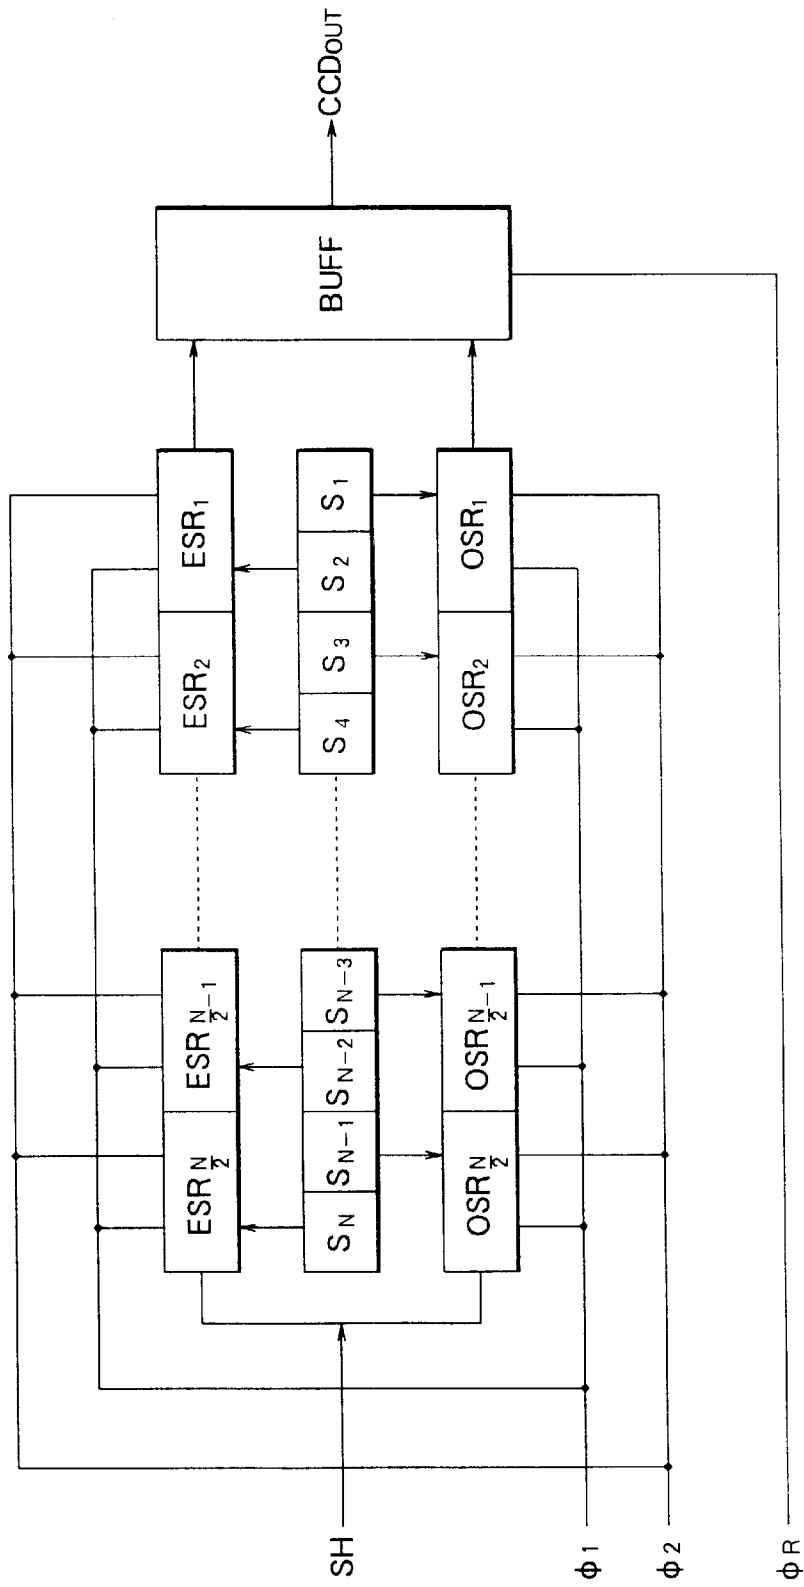 CCDOUT
BUFF
ESR1
ESR2
ESRN/2-1
ESRN/2
S1
S2
S3
S4
SN-3
SN-2
SN-1
SN
OSR1
OSR2
OSRN/2-1
OSRN/2
SH
ϕ1
ϕ2
ϕR